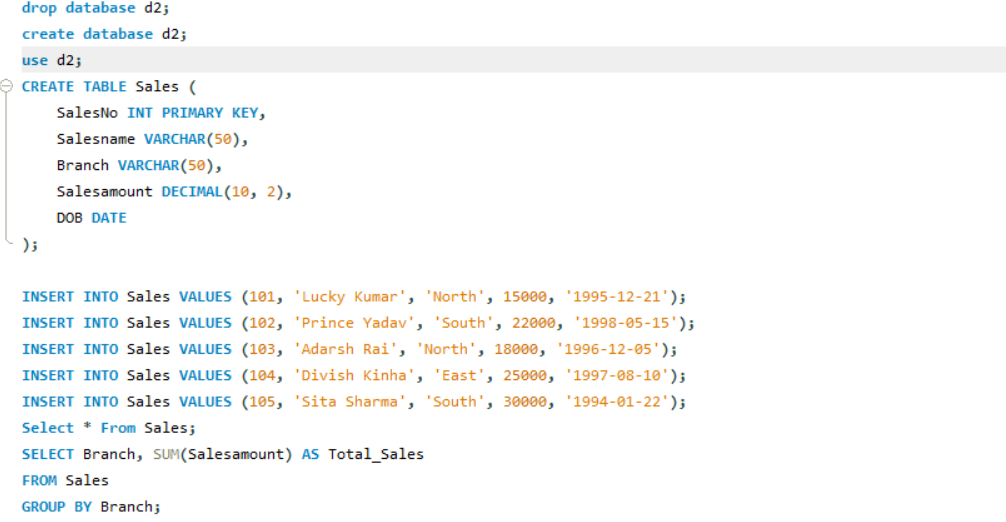 drop database d2;
create database d2;
use d2;
CREATE TABLE Sales (
    SalesNo INT PRIMARY KEY,
    Salesname VARCHAR(50),
    Branch VARCHAR(50),
    Salesamount DECIMAL(10, 2),
    DOB DATE
);
INSERT INTO Sales VALUES (101, 'Lucky Kumar', 'North', 15000, '1995-12-21');
INSERT INTO Sales VALUES (102, 'Prince Yadav', 'South', 22000, '1998-05-15');
INSERT INTO Sales VALUES (103, 'Adarsh Rai', 'North', 18000, '1996-12-05');
INSERT INTO Sales VALUES (104, 'Divish Kinha', 'East', 25000, '1997-08-10');
INSERT INTO Sales VALUES (105, 'Sita Sharma', 'South', 30000, '1994-01-22');
Select * From Sales;
SELECT Branch, SUM(Salesamount) AS Total_Sales
FROM Sales
GROUP BY Branch;